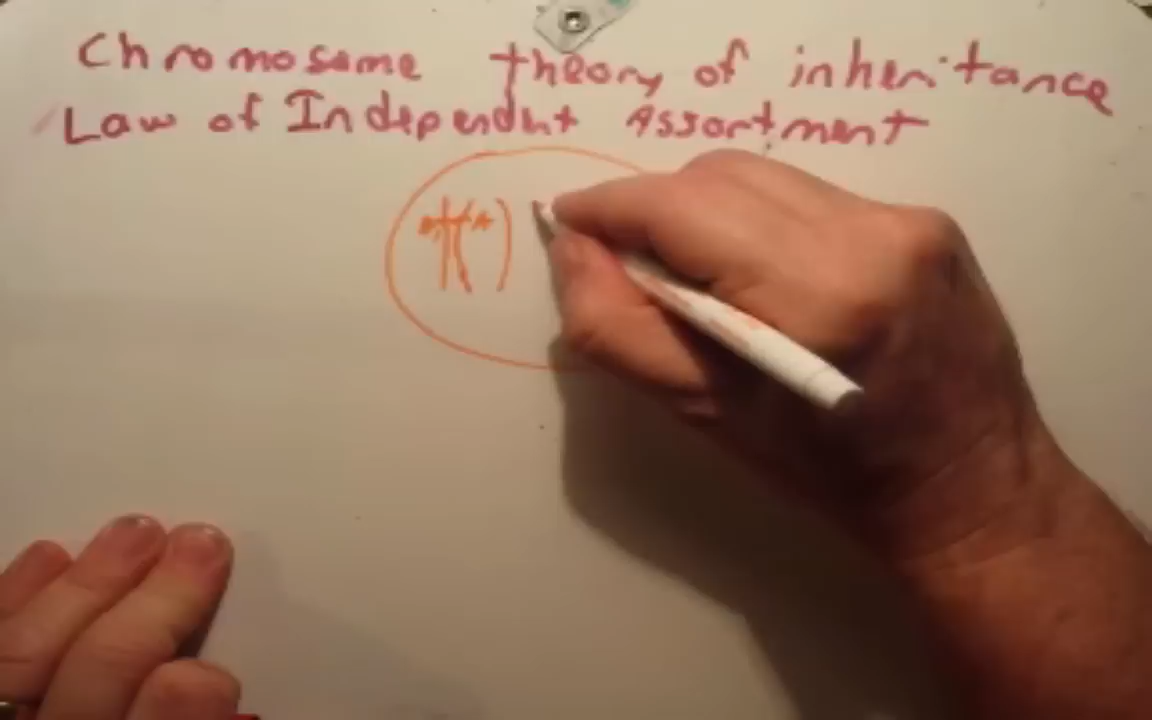 Chromosome theory of inheritance
Law of Independent Assortment
A